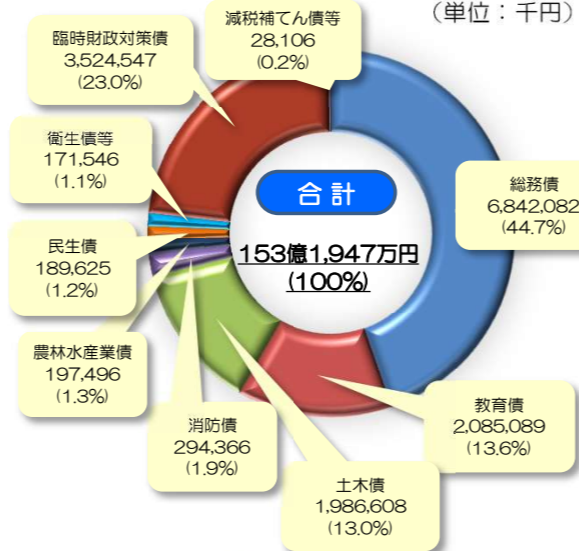 （単位：千円）
減税補てん債等
28,106
(0.2%)
臨時財政対策債
3,524,547
(23.0%)
衛生債等
171,546
(1.1%)
民生債
189,625
(1.2%)
農林水産業債
197,496
(1.3%)
消防債
294,366
(1.9%)
土木債
1,986,608
(13.0%)
教育債
2,085,089
(13.6%)
総務債
6,842,082
(44.7%)
合計
153億1,947万円
(100%)